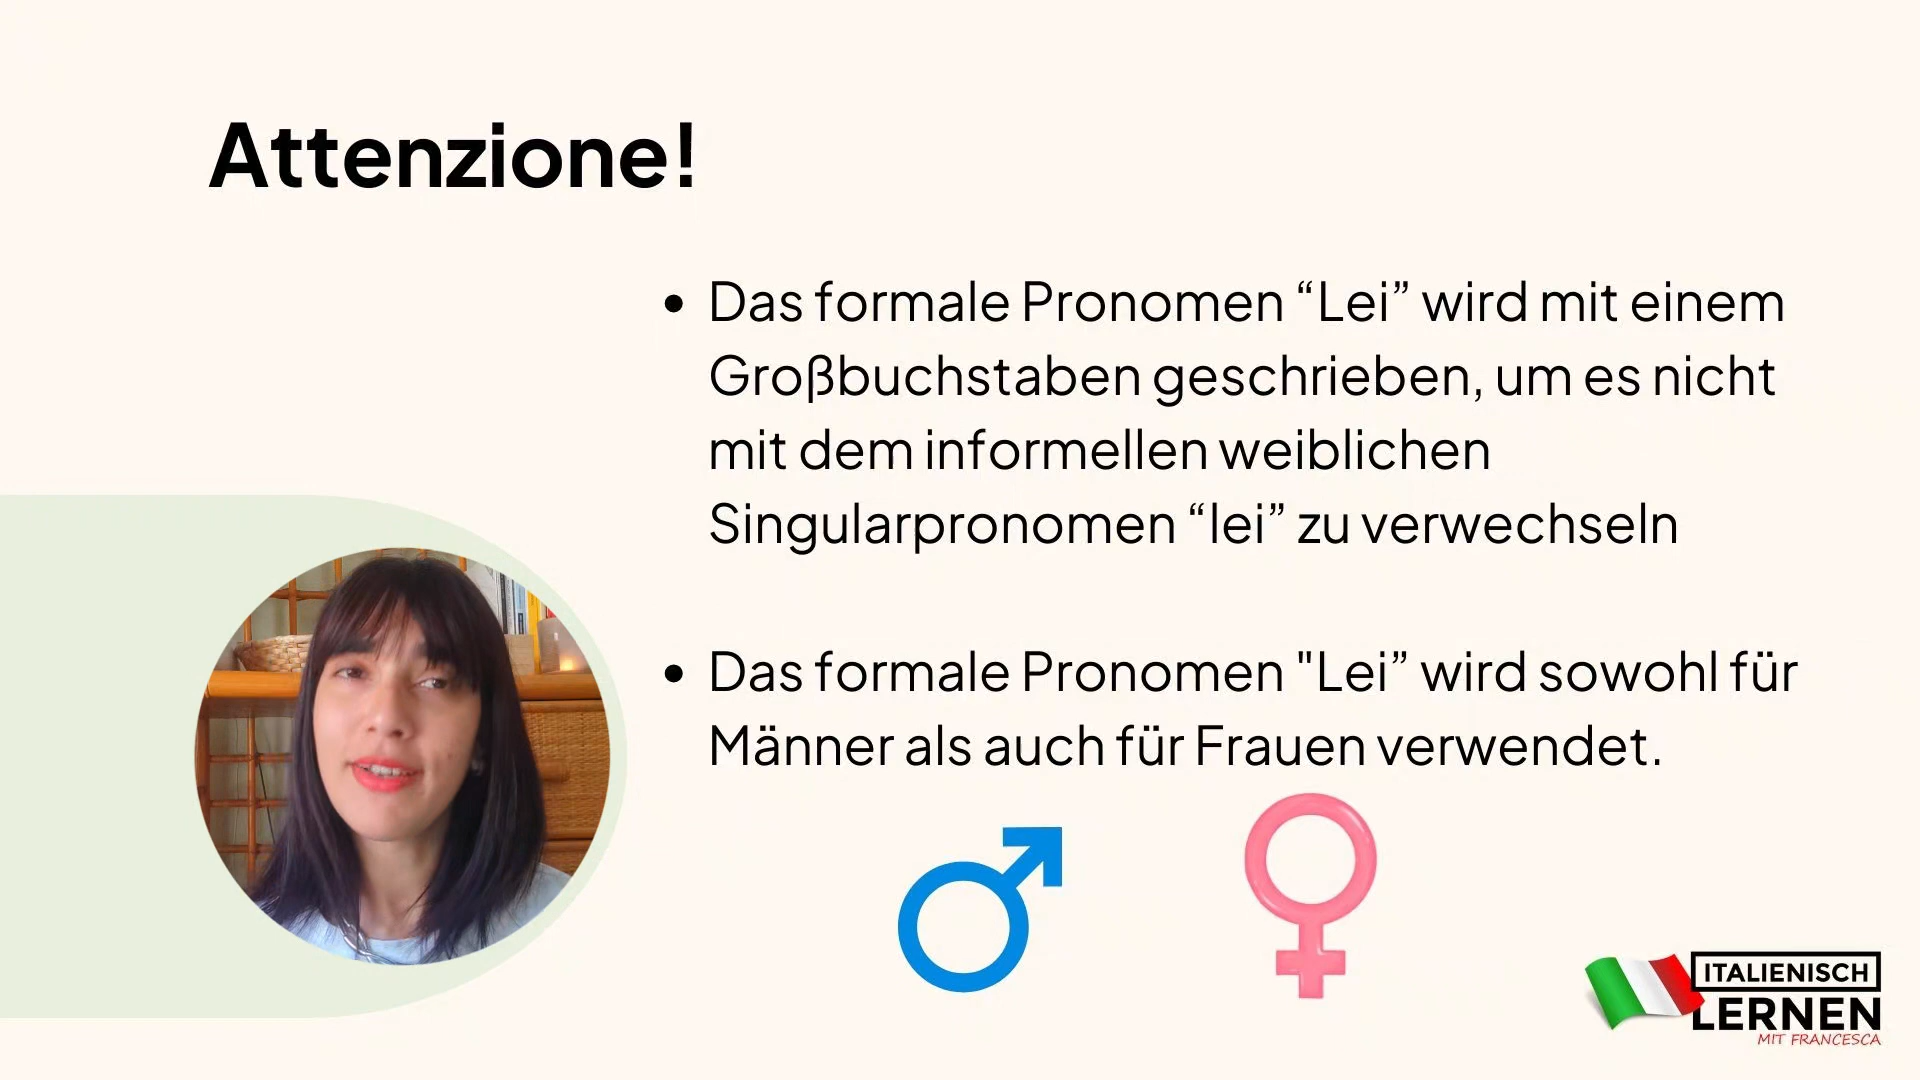 Attenzione!
• Das formale Pronomen “Lei” wird mit einem
Großbuchstaben geschrieben, um es nicht
mit dem informellen weiblichen
Singularpronomen “lei” zu verwechseln
• Das formale Pronomen "Lei” wird sowohl für
Männer als auch für Frauen verwendet.
ITALIENISCH
LERNEN
MIT FRANCESCA